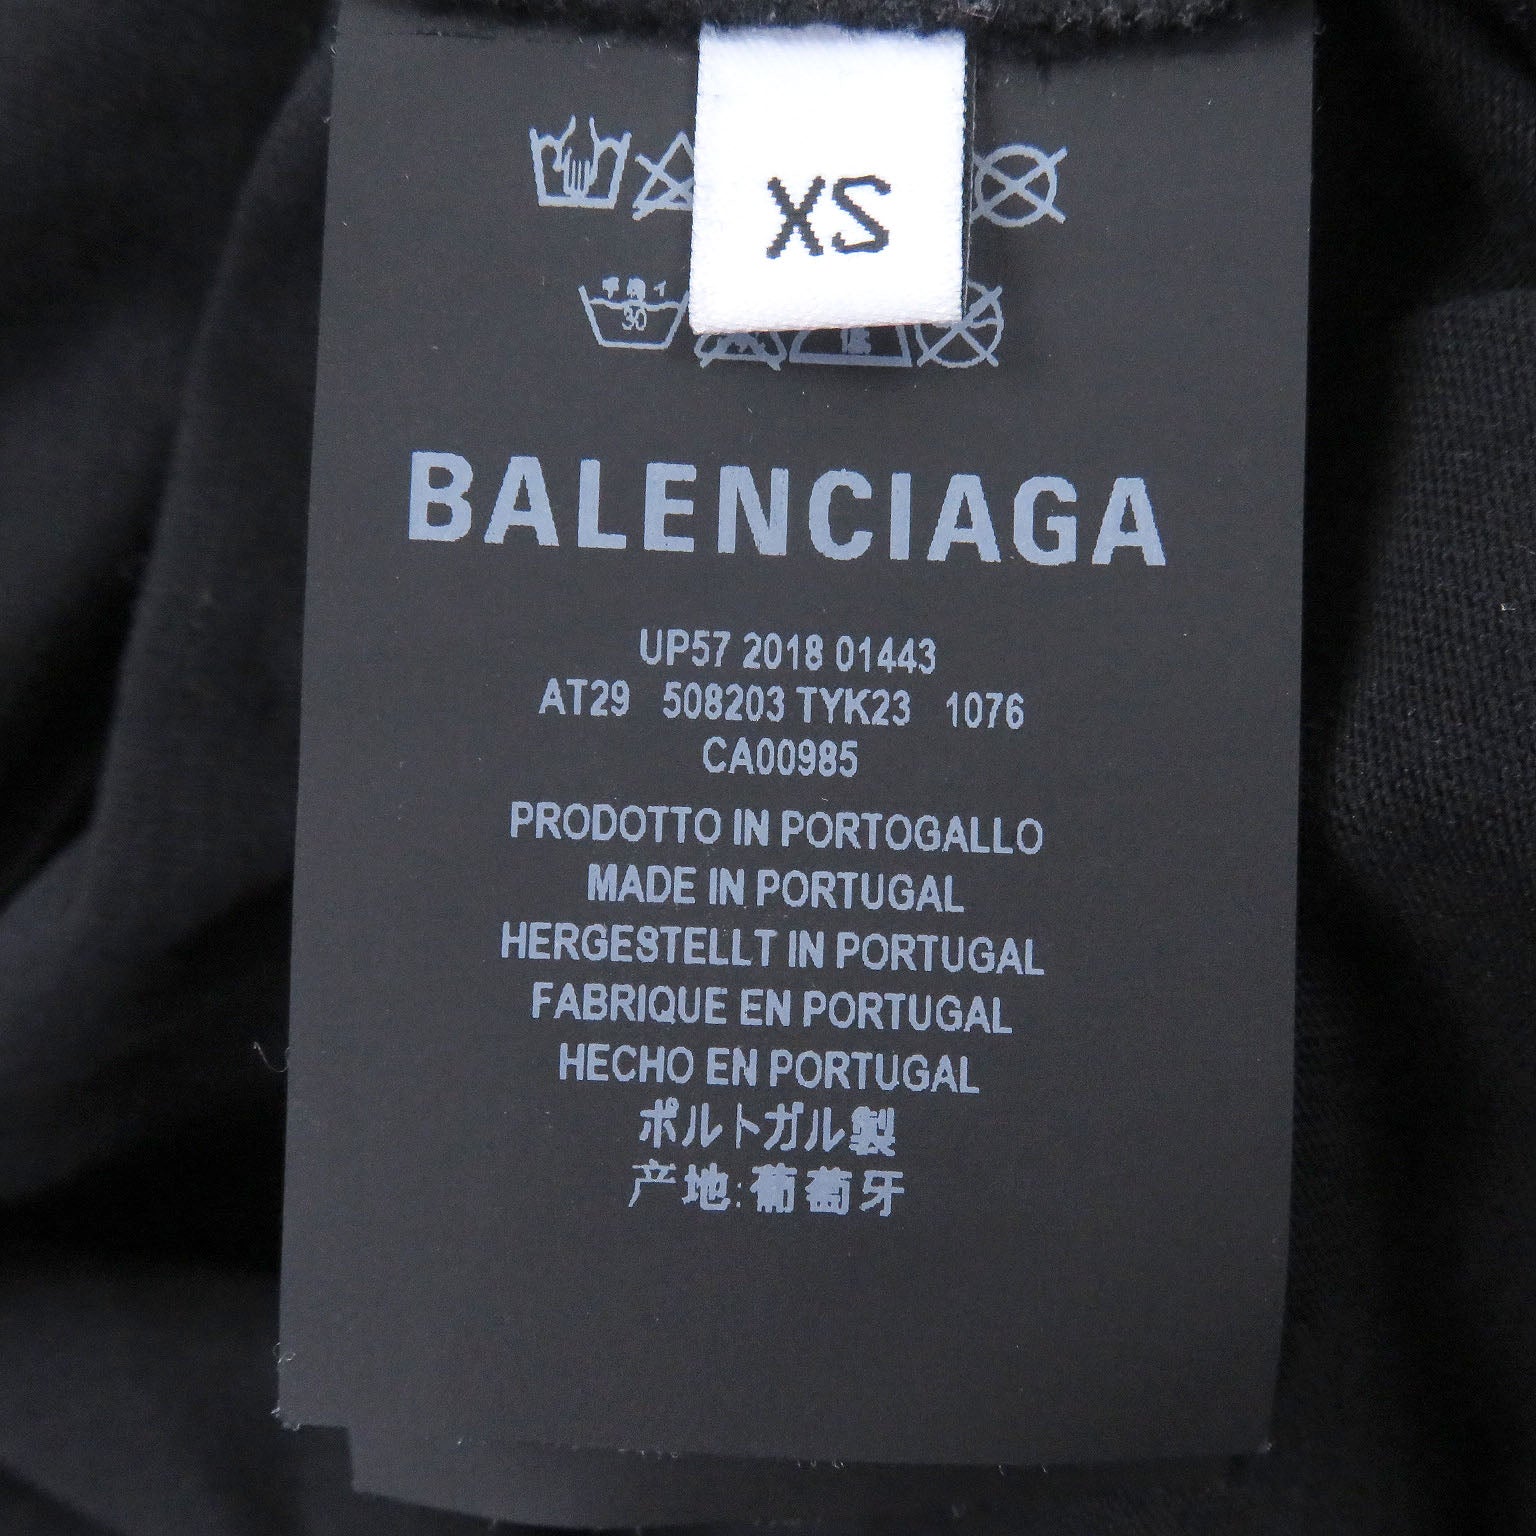 XS
30
BALENCIAGA
UP57 2018 01443
AT29 508203 TYK23 1076
CA00985
PRODOTTO IN PORTOGALLO
MADE IN PORTUGAL
HERGESTELLT IN PORTUGAL
FABRIQUE EN PORTUGAL
HECHO EN PORTUGAL
ポルトガル製
产地:葡萄牙